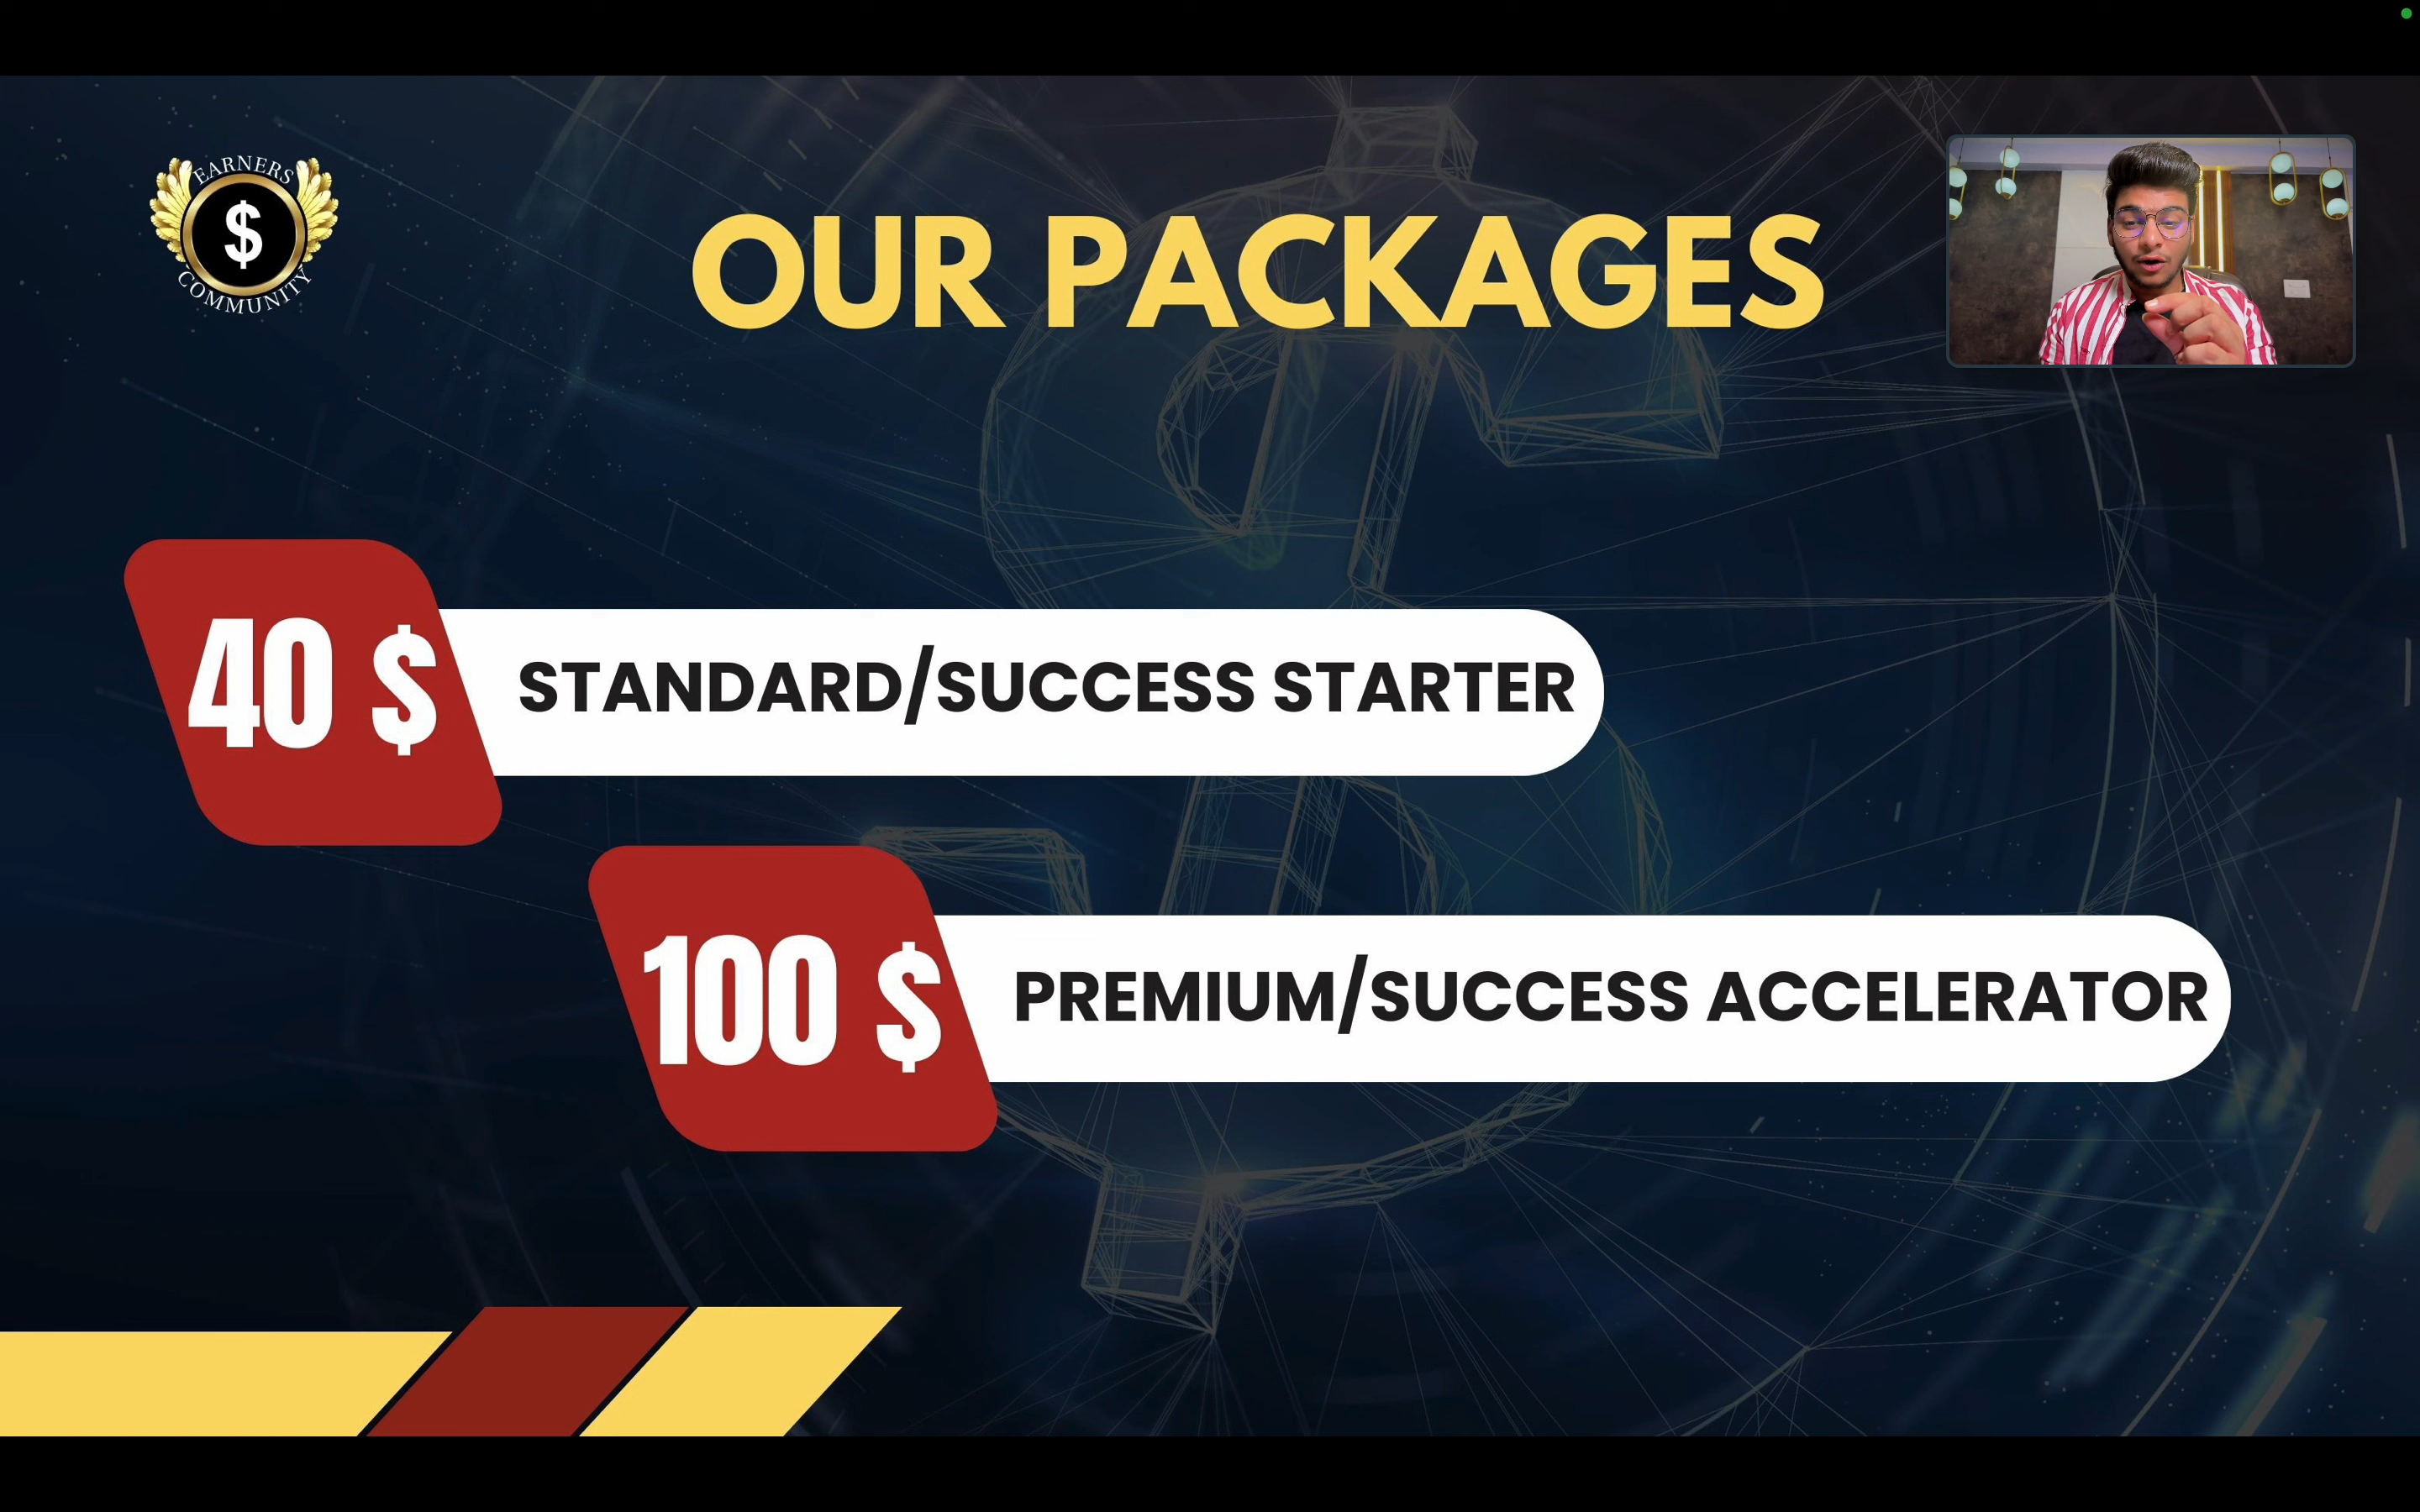 EARNERS
$
COMMUNITY
OUR PACKAGES
40 $
STANDARD/SUCCESS STARTER
100 $
PREMIUM/SUCCESS ACCELERATOR